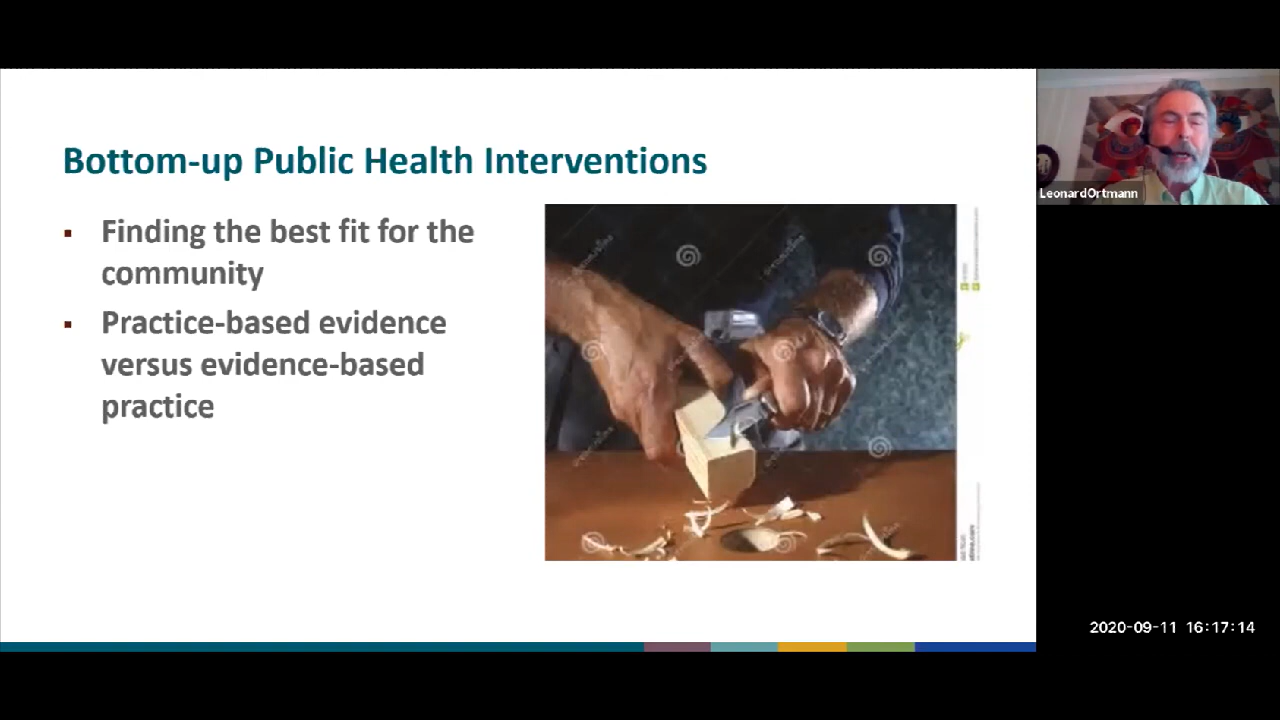 Bottom-up Public Health Interventions
▪ Finding the best fit for the
community
▪ Practice-based evidence
versus evidence-based
practice
LeonardOrtmann
2020-09-11 16:17:14